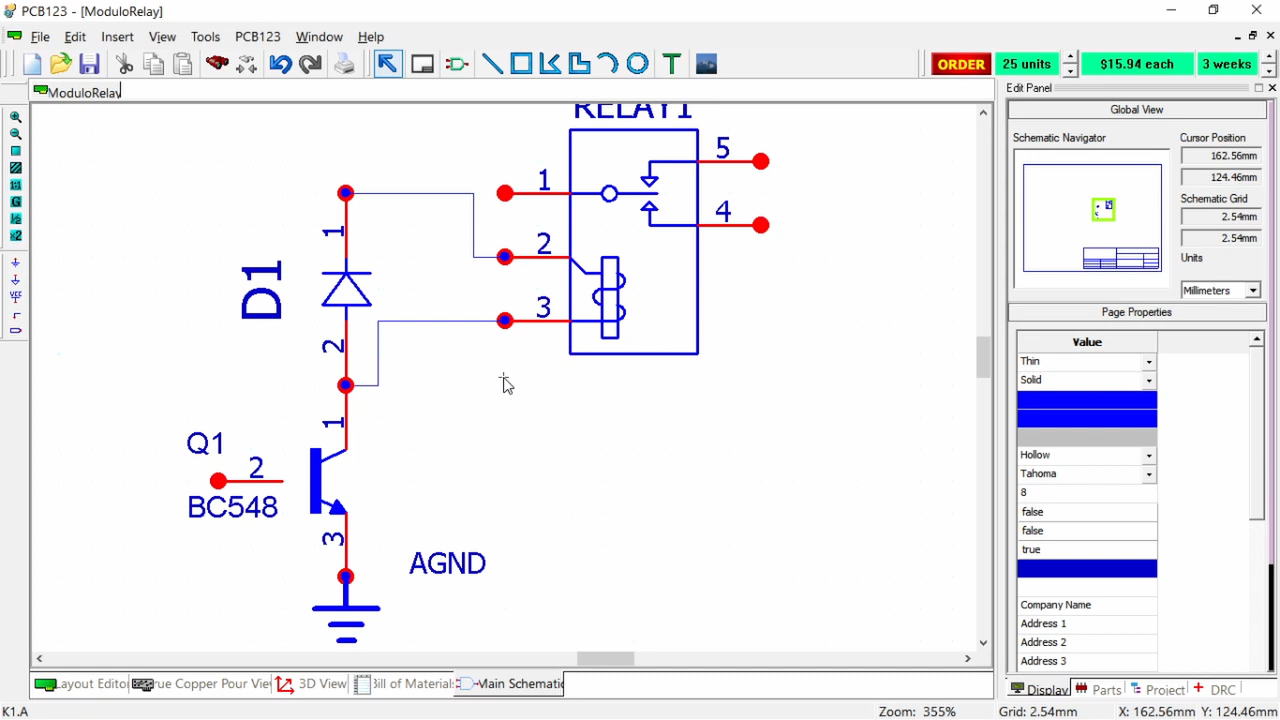 PCB123 - [ModuloRelay]
File Edit Insert View Tools PCB123 Window Help
ORDER 25 units $15.94 each 3 weeks
ModuloRelay
Edit Panel
Global View
Schematic Navigator
Cursor Position
162.56mm
124.46mm
Schematic Grid
2.54mm
2.54mm
Units
Millimeters
Page Properties
Value
Thin
Solid
Hollow
Tahoma
8
false
false
true
Company Name
Address 1
Address 2
Address 3
RELAY1
5
1
4
2
3
1
D1
2
1
Q1
2
BC548
3
AGND
Layout Editor
True Copper Pour View
3D View
Bill of Materials
Main Schematic
Display Parts Project DRC
K1.A
Zoom: 355% Grid: 2.54mm X: 162.56mm Y: 124.46mm